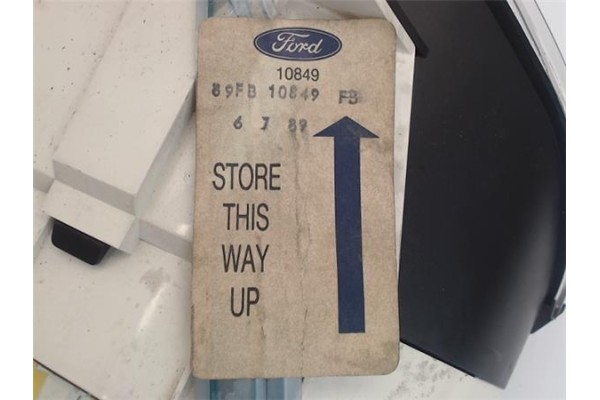 Ford
10849
89FB 10849 FB
6 7 89
STORE
THIS
WAY
UP